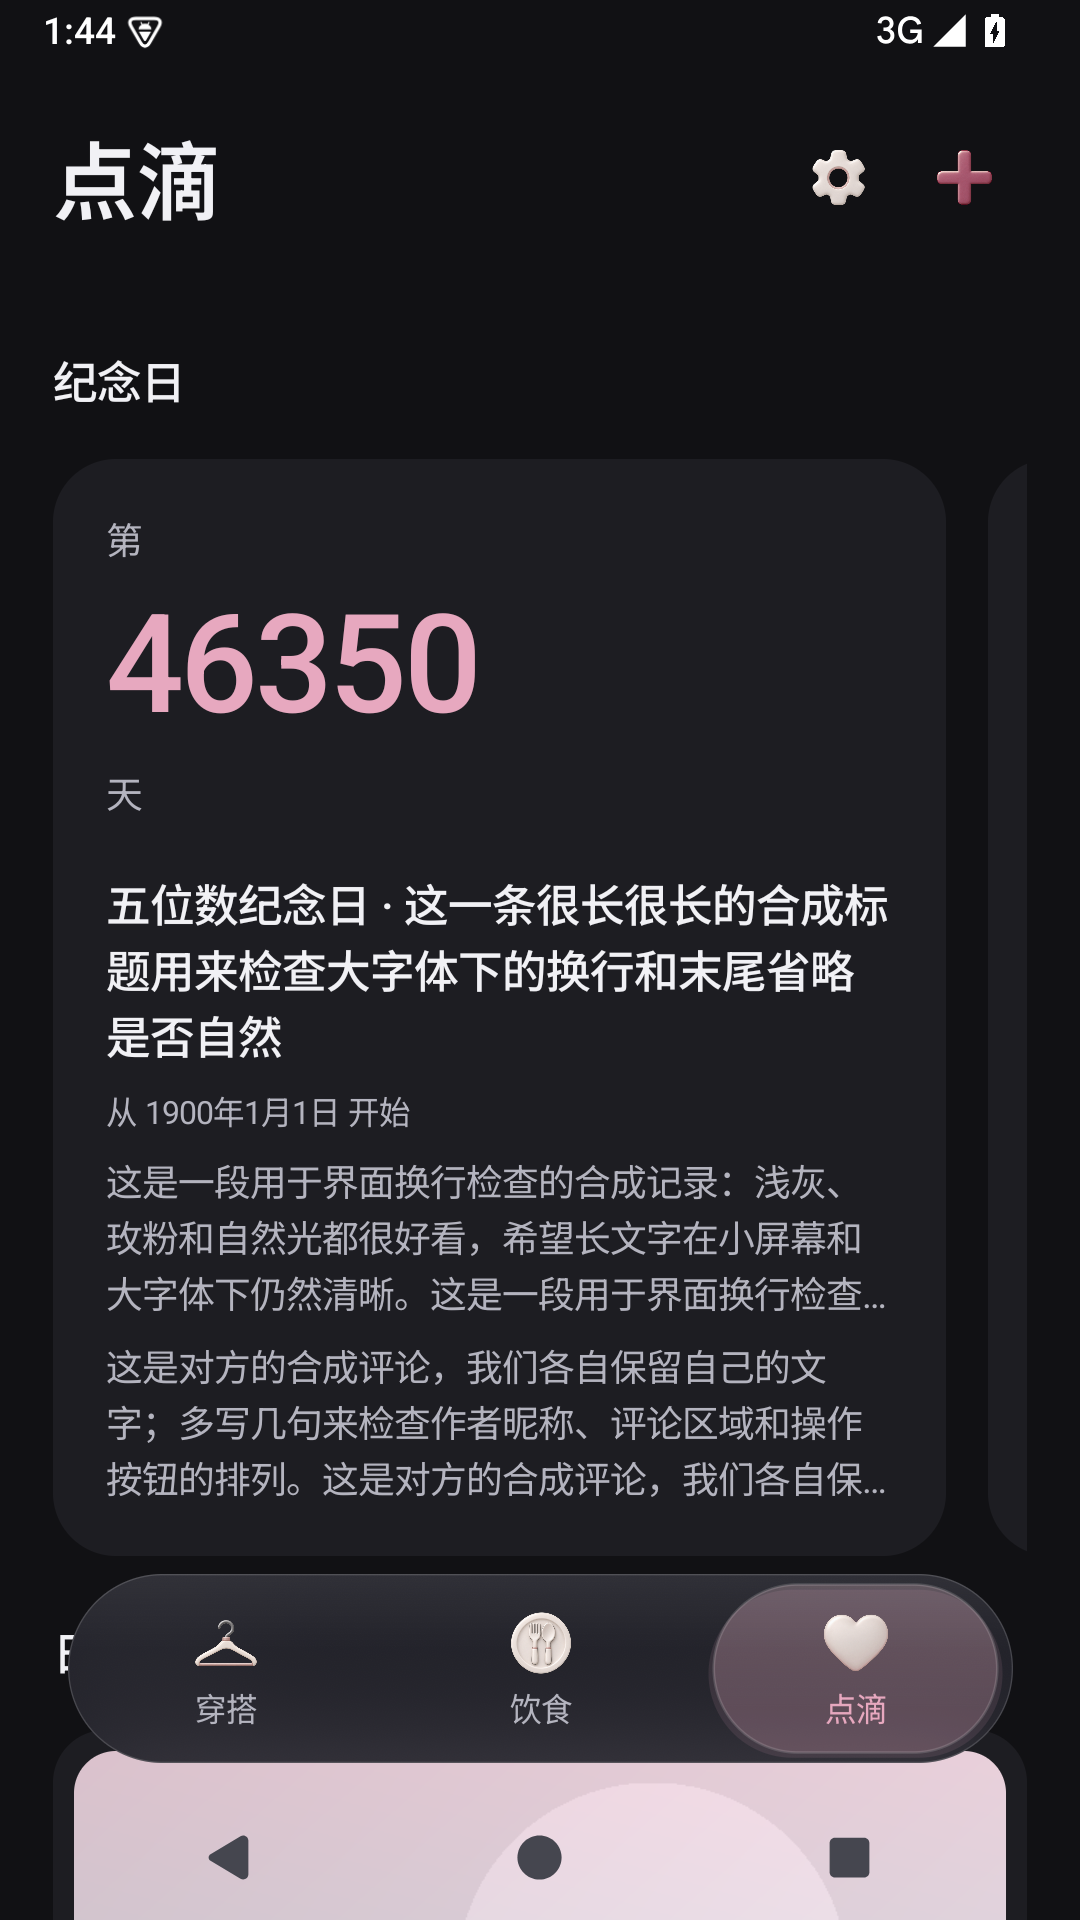 1:44
3G
点滴
纪念日
第
46350
天
五位数纪念日 · 这一条很长很长的合成标
题用来检查大字体下的换行和末尾省略
是否自然
从 1900年1月1日 开始
这是一段用于界面换行检查的合成记录：浅灰、
玫粉和自然光都很好看，希望长文字在小屏幕和
大字体下仍然清晰。这是一段用于界面换行检查…
这是对方的合成评论，我们各自保留自己的文
字；多写几句来检查作者昵称、评论区域和操作
按钮的排列。这是对方的合成评论，我们各自保…
穿搭
饮食
点滴